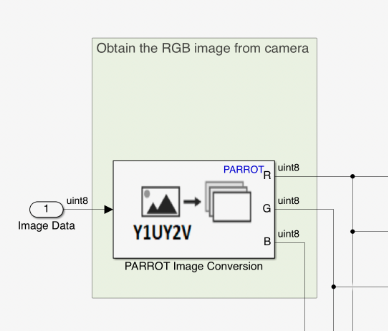 Obtain the RGB image from camera
PARROT
R
uint8
1
uint8
Image Data
G
uint8
Y1UY2V
B
uint8
PARROT Image Conversion